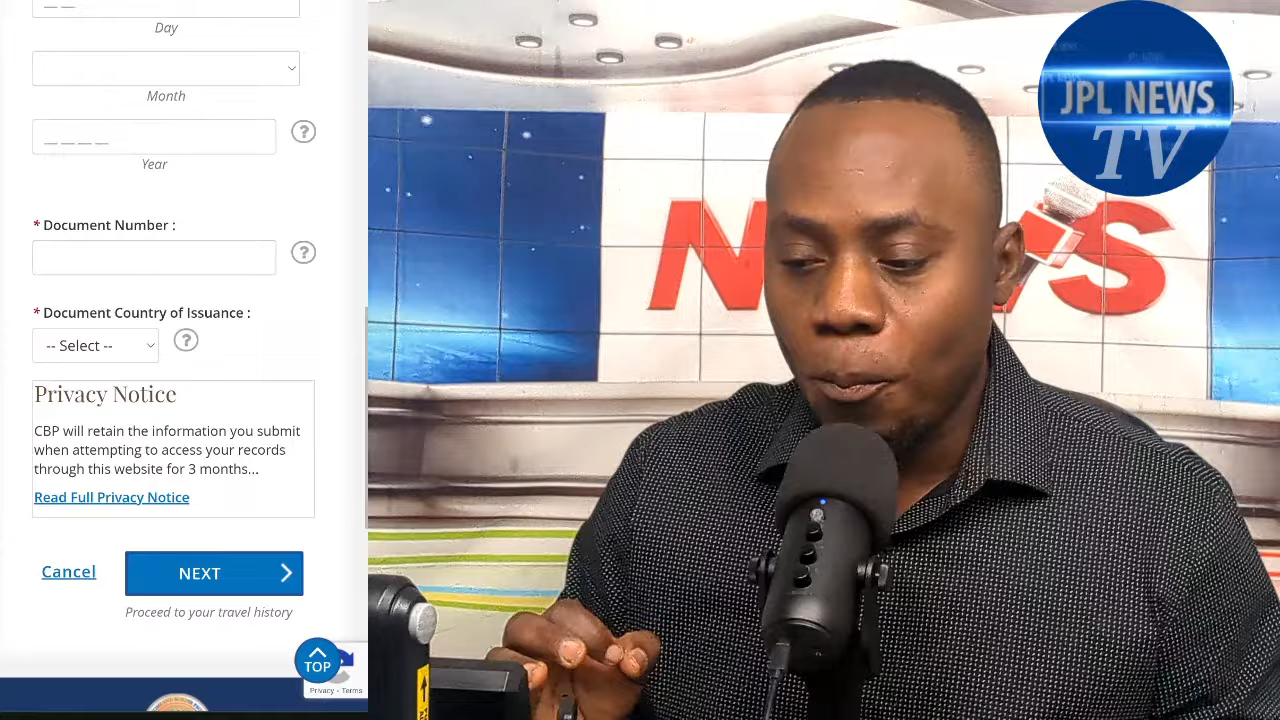 Day
Month
Year
?
* Document Number :
?
* Document Country of Issuance :
-- Select --
?
Privacy Notice
CBP will retain the information you submit
when attempting to access your records
through this website for 3 months...
Read Full Privacy Notice
Cancel
NEXT
Proceed to your travel history
TOP
Privacy - Terms
JPL NEWS
TV